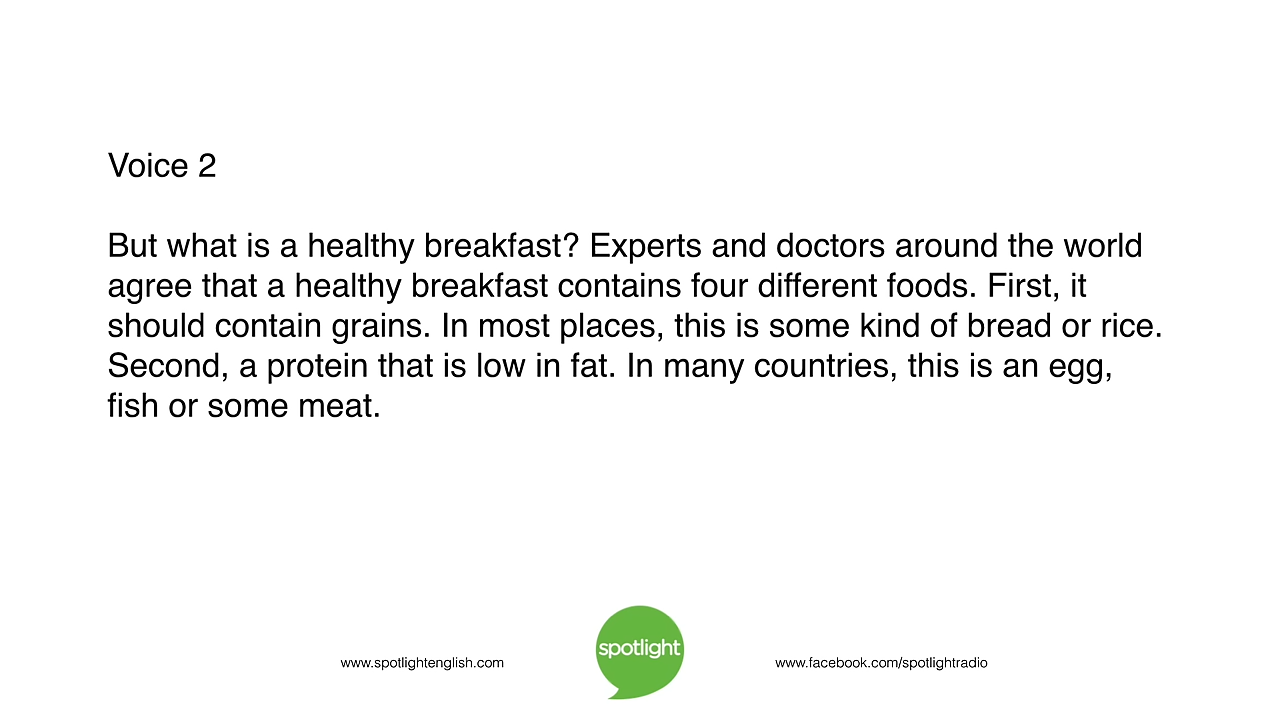 Voice 2
But what is a healthy breakfast? Experts and doctors around the world
agree that a healthy breakfast contains four different foods. First, it
should contain grains. In most places, this is some kind of bread or rice.
Second, a protein that is low in fat. In many countries, this is an egg,
fish or some meat.
www.spotlightenglish.com
spotlight
www.facebook.com/spotlightradio